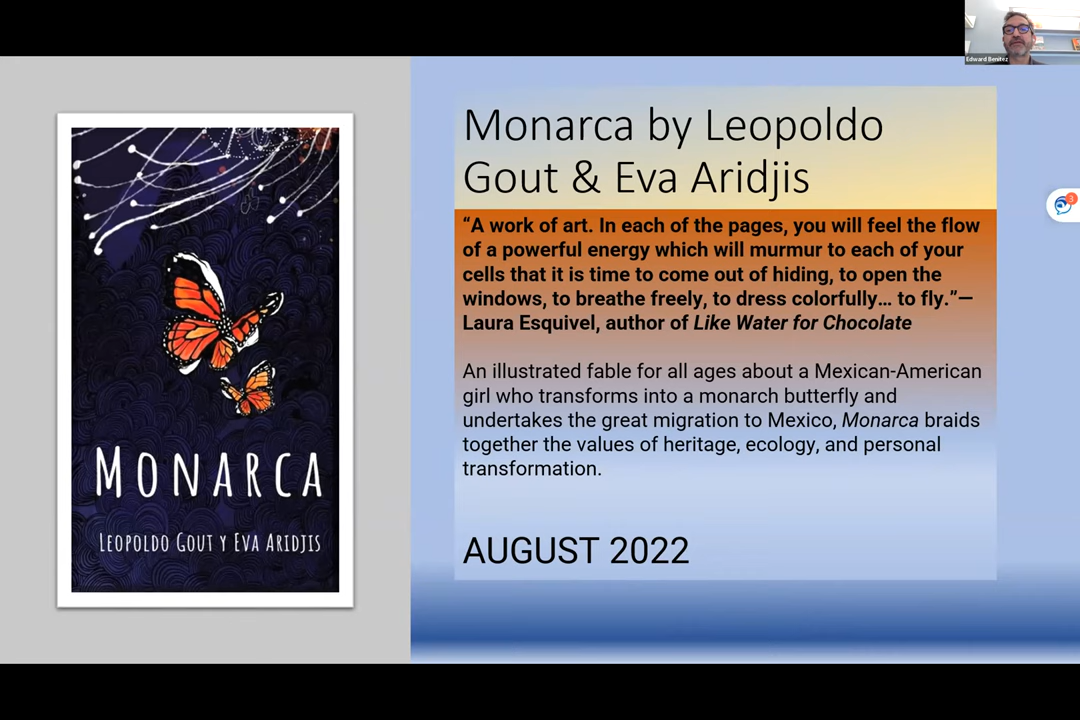 Edward Benitez
3
MONARCA
LEOPOLDO GOUT Y EVA ARIDJIS
Monarca by Leopoldo
Gout & Eva Aridjis
“A work of art. In each of the pages, you will feel the flow
of a powerful energy which will murmur to each of your
cells that it is time to come out of hiding, to open the
windows, to breathe freely, to dress colorfully… to fly.”—
Laura Esquivel, author of Like Water for Chocolate
An illustrated fable for all ages about a Mexican-American
girl who transforms into a monarch butterfly and
undertakes the great migration to Mexico, Monarca braids
together the values of heritage, ecology, and personal
transformation.
AUGUST 2022